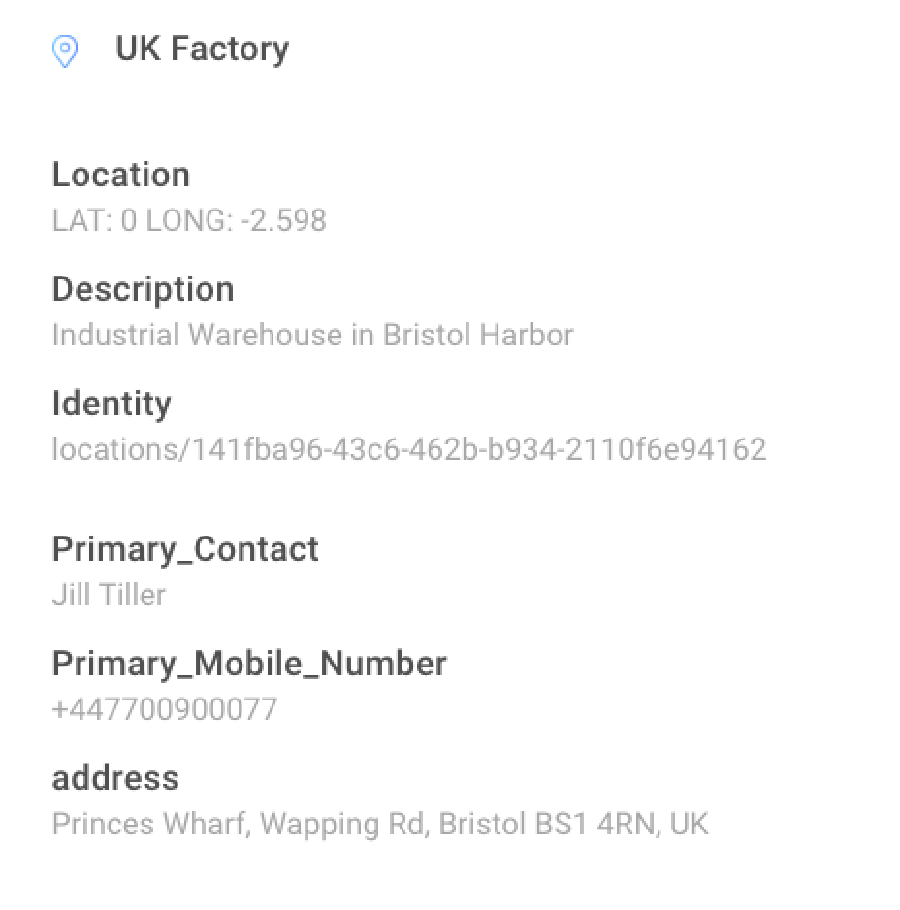 UK Factory
Location
LAT: 0 LONG: -2.598
Description
Industrial Warehouse in Bristol Harbor
Identity
locations/141fba96-43c6-462b-b934-2110f6e94162
Primary_Contact
Jill Tiller
Primary_Mobile_Number
+447700900077
address
Princes Wharf, Wapping Rd, Bristol BS1 4RN, UK